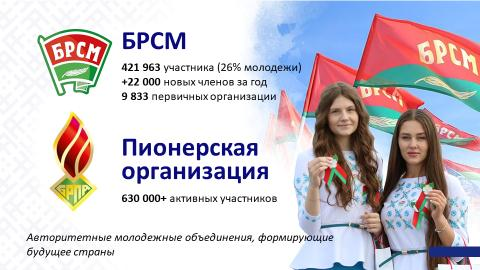 БРСМ
БРСМ
421 963 участника (26% молодежи)
+22 000 новых членов за год
9 833 первичных организации
БРСМ
БРСМ
БРПО
Пионерская
организация
630 000+ активных участников
Авторитетные молодежные объединения, формирующие
будущее страны